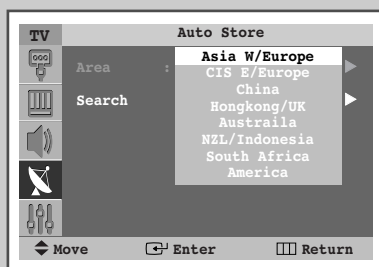 TV
Auto Store
Area :
Asia W/Europe
CIS E/Europe
China
Hongkong/UK
Austraila
NZL/Indonesia
South Africa
America
Search
Move Enter Return